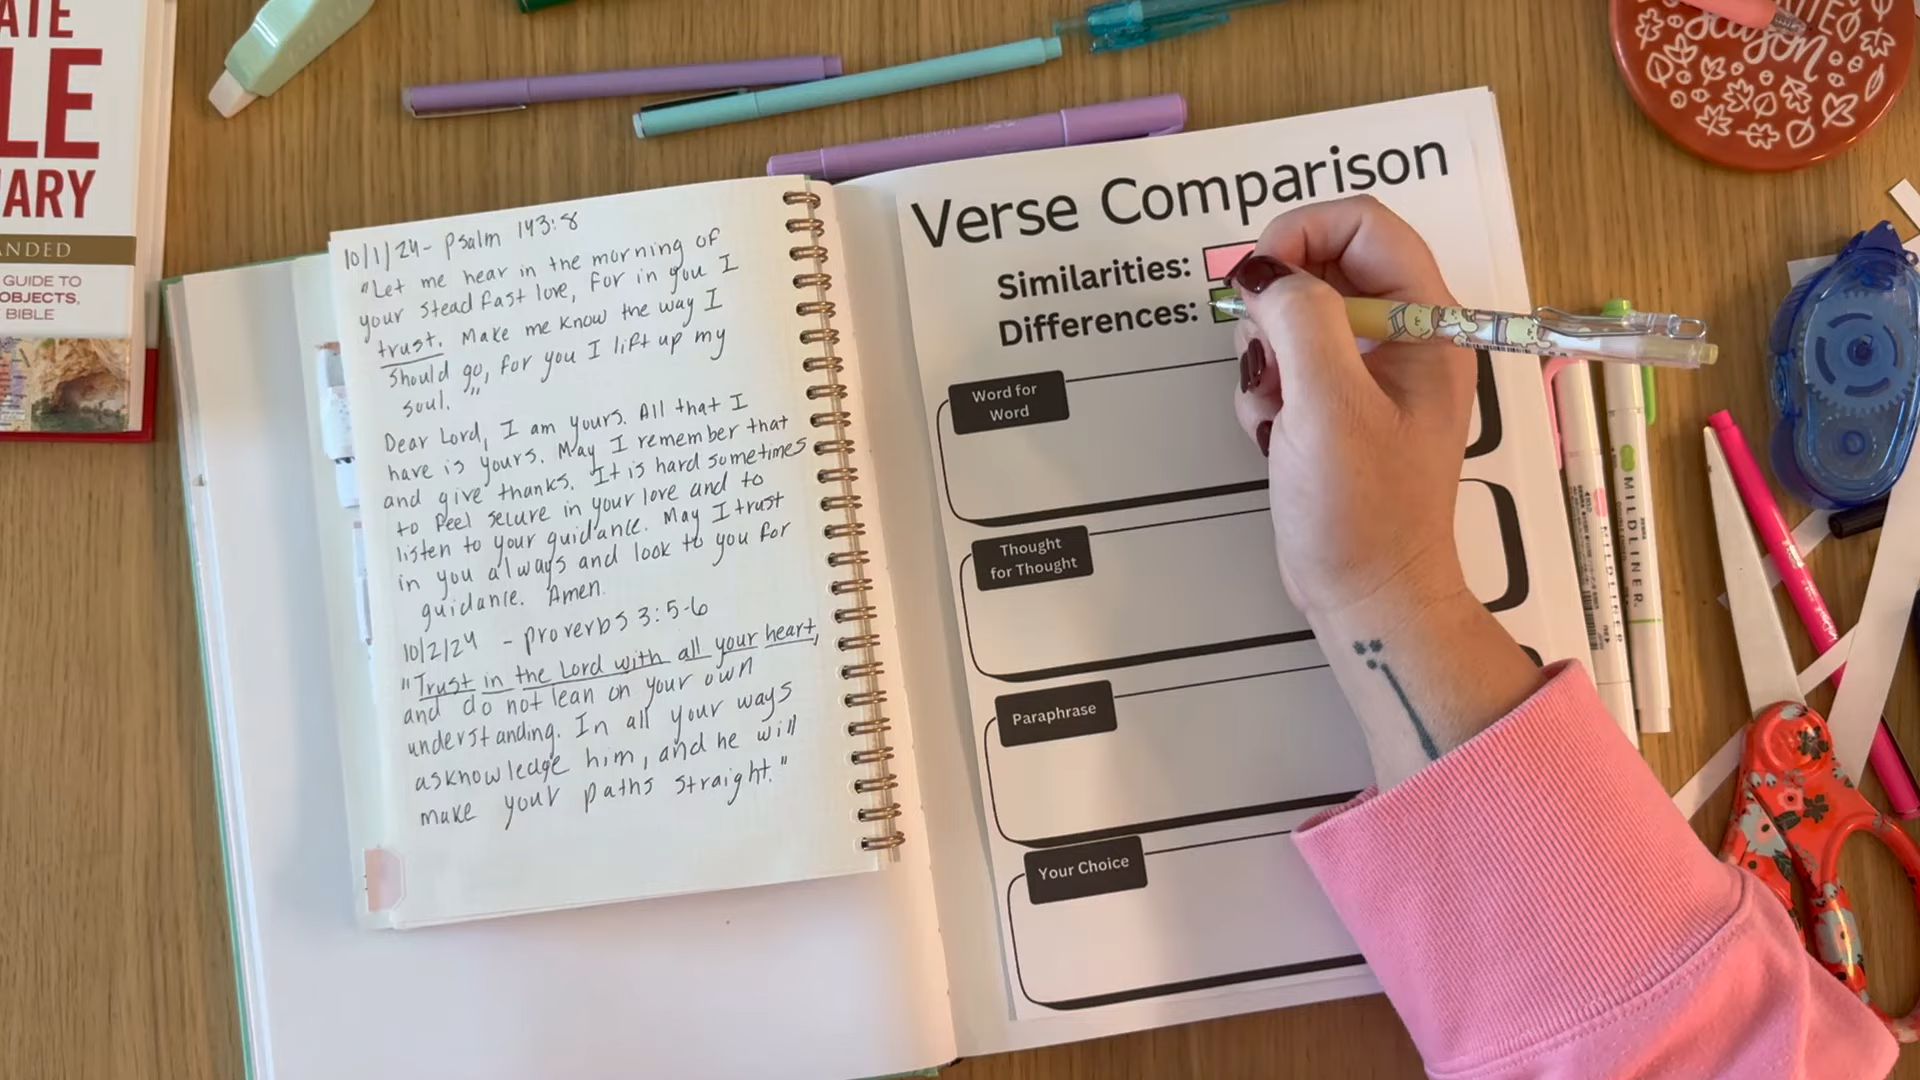 ATE
LE
ARY
ANDED
GUIDE TO
OBJECTS,
BIBLE
10/1/24 - Psalm 143:8
"Let me hear in the morning of
your steadfast love, for in you I
trust. Make me know the way I
should go, for you I lift up my
soul."
Dear Lord, I am yours. All that I
have is yours. May I remember that
and give thanks. It is hard sometimes
to feel secure in your love and to
listen to your guidance. May I trust
in you always and look to you for
guidance. Amen.
10/2/24 - Proverbs 3:5-6
"Trust in the Lord with all your heart,
and do not lean on your own
understanding. In all your ways
asknowledge him, and he will
make your paths straight."
Verse Comparison
Similarities:
Differences:
Word for
Word
Thought
for Thought
Paraphrase
Your Choice
Season
MILDLINER
MILDLINER.